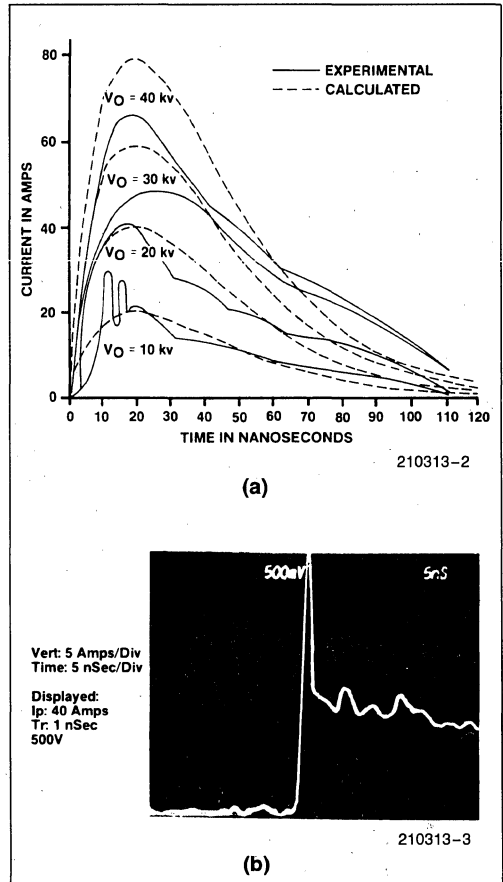 80
60
40
20
0
CURRENT IN AMPS
EXPERIMENTAL
CALCULATED
VO = 40 kv
VO = 30 kv
VO = 20 kv
VO = 10 kv
0 10 20 30 40 50 60 70 80 90 100 110 120
TIME IN NANOSECONDS
210313-2
(a)
500mV 5nS
Vert: 5 Amps/Div
Time: 5 nSec/Div
Displayed:
Ip: 40 Amps
Tr: 1 nSec
500V
210313-3
(b)